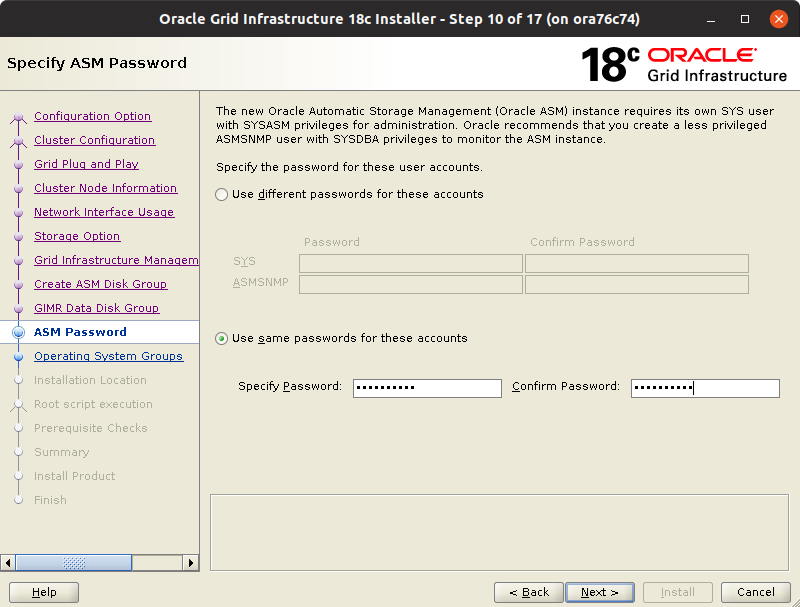 Oracle Grid Infrastructure 18c Installer - Step 10 of 17 (on ora76c74)
Specify ASM Password
18c ORACLE
Grid Infrastructure
Configuration Option
Cluster Configuration
Grid Plug and Play
Cluster Node Information
Network Interface Usage
Storage Option
Grid Infrastructure Managem
Create ASM Disk Group
GIMR Data Disk Group
ASM Password
Operating System Groups
Installation Location
Root script execution
Prerequisite Checks
Summary
Install Product
Finish
The new Oracle Automatic Storage Management (Oracle ASM) instance requires its own SYS user
with SYSASM privileges for administration. Oracle recommends that you create a less privileged
ASMSNMP user with SYSDBA privileges to monitor the ASM instance.
Specify the password for these user accounts.
Use different passwords for these accounts
Password Confirm Password
SYS
ASMSNMP
Use same passwords for these accounts
Specify Password: •••••••••• Confirm Password: ••••••••••
Help < Back Next > Install Cancel